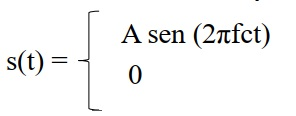 A sen (2πfct)
s(t) =
0